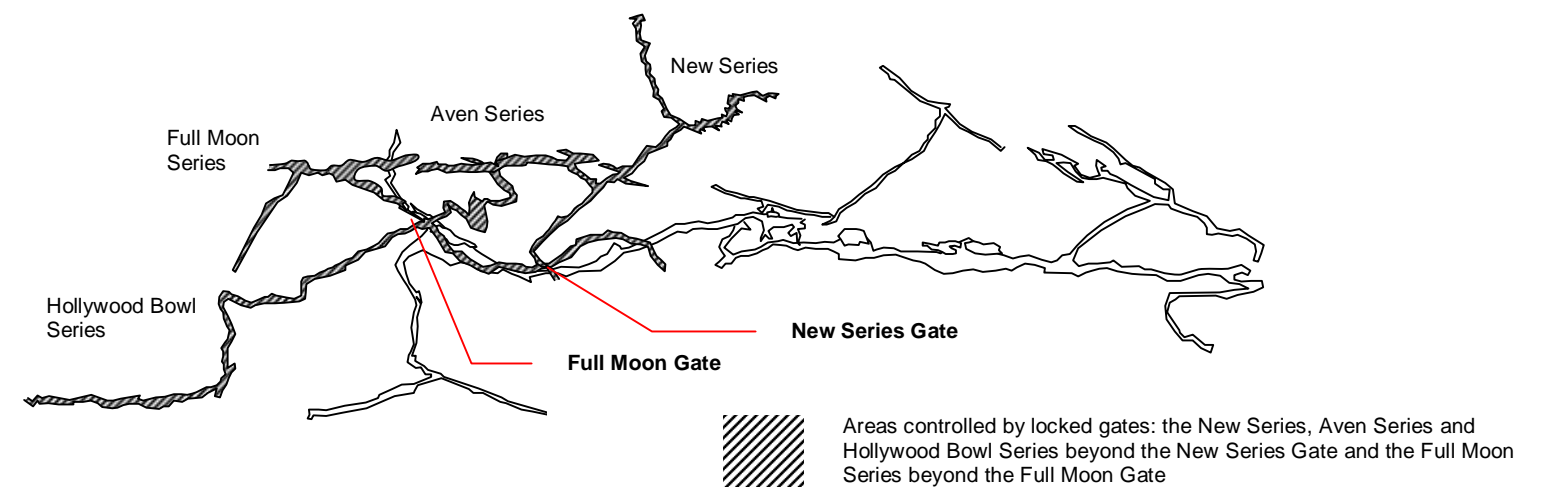 New Series
Aven Series
Full Moon
Series
Hollywood Bowl
Series
New Series Gate
Full Moon Gate
Areas controlled by locked gates: the New Series, Aven Series and
Hollywood Bowl Series beyond the New Series Gate and the Full Moon
Series beyond the Full Moon Gate